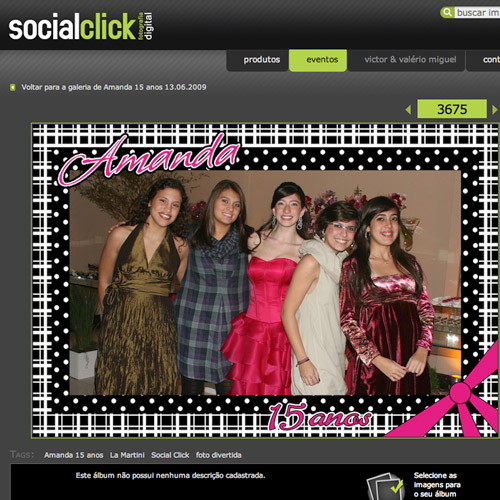 socialclick
fotografia
digital
buscar im
produtos
eventos
victor & valério miguel
cont
Voltar para a galeria de Amanda 15 anos 13.06.2009
3675
Amanda
15 anos
TAGS: Amanda 15 anos La Martini Social Click foto divertida
Este álbum não possui nenhuma descrição cadastrada.
Selecione as
imagens para
o seu álbum